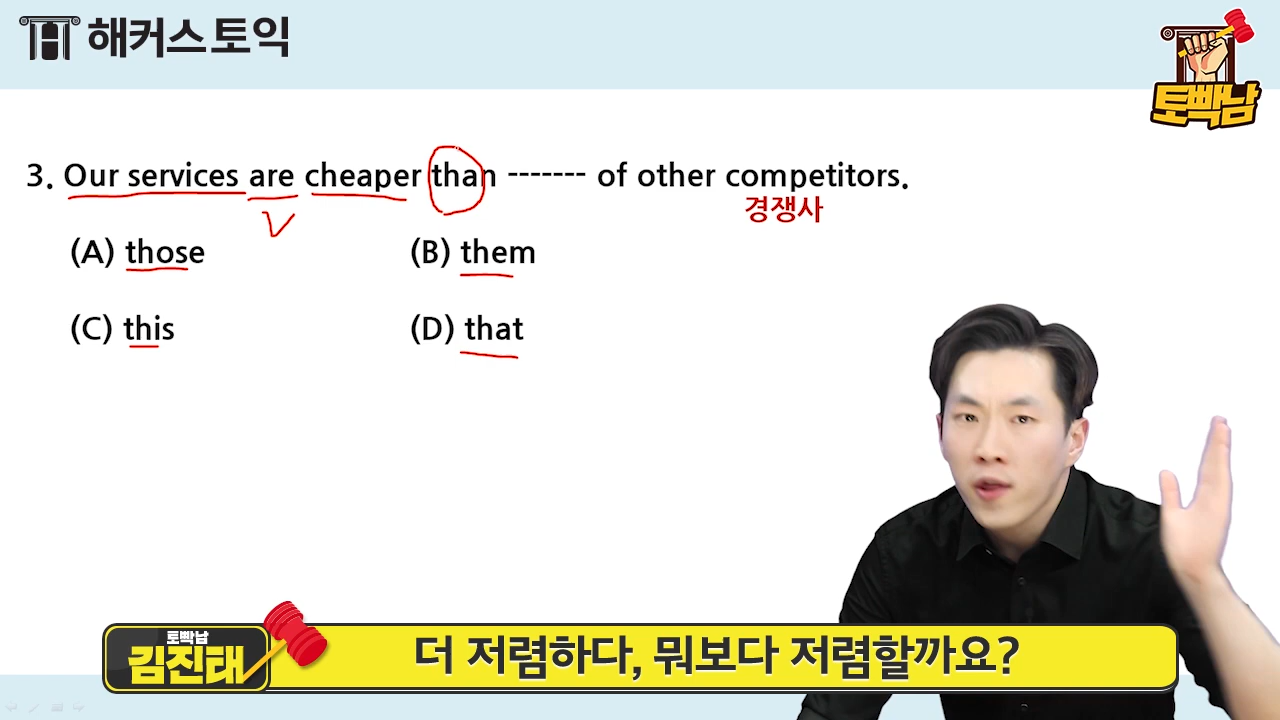 해커스 토익
토빡남
3. Our services are cheaper than ------- of other competitors.
V
경쟁사
(A) those (B) them
(C) this (D) that
토빡남
김진태
더 저렴하다, 뭐보다 저렴할까요?